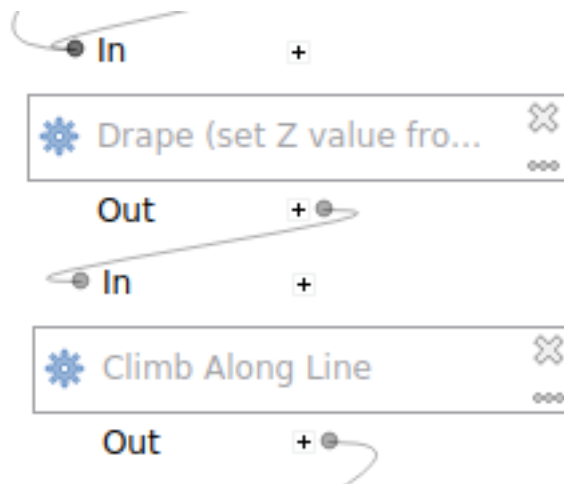 In
Drape (set Z value fro...
Out
In
Climb Along Line
Out